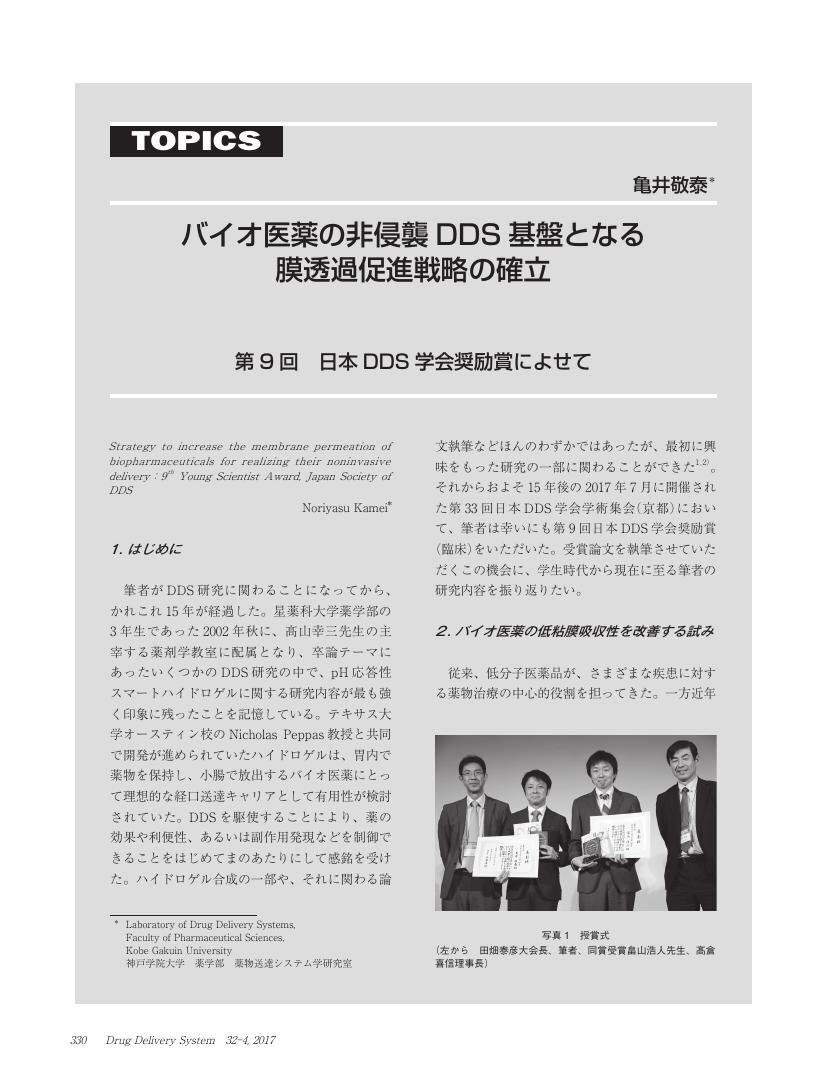 TOPICS
亀井敬泰*
バイオ医薬の非侵襲 DDS 基盤となる
膜透過促進戦略の確立
第 9 回　日本 DDS 学会奨励賞によせて
Strategy to increase the membrane permeation of
biopharmaceuticals for realizing their noninvasive
delivery : 9th Young Scientist Award, Japan Society of
DDS
Noriyasu Kamei*
1. はじめに
筆者が DDS 研究に関わることになってから、
かれこれ 15 年が経過した。星薬科大学薬学部の
3 年生であった 2002 年秋に、髙山幸三先生の主
宰する薬剤学教室に配属となり、卒論テーマに
あったいくつかの DDS 研究の中で、pH 応答性
スマートハイドロゲルに関する研究内容が最も強
く印象に残ったことを記憶している。テキサス大
学オースティン校の Nicholas Peppas 教授と共同
で開発が進められていたハイドロゲルは、胃内で
薬物を保持し、小腸で放出するバイオ医薬にとっ
て理想的な経口送達キャリアとして有用性が検討
されていた。DDS を駆使することにより、薬の
効果や利便性、あるいは副作用発現などを制御で
きることをはじめてまのあたりにして感銘を受け
た。ハイドロゲル合成の一部や、それに関わる論
* Laboratory of Drug Delivery Systems,
Faculty of Pharmaceutical Sciences,
Kobe Gakuin University
神戸学院大学　薬学部　薬物送達システム学研究室
文執筆などほんのわずかではあったが、最初に興
味をもった研究の一部に関わることができた1,2)。
それからおよそ 15 年後の 2017 年 7 月に開催され
た第 33 回日本 DDS 学会学術集会（京都）におい
て、筆者は幸いにも第 9 回日本 DDS 学会奨励賞
（臨床）をいただいた。受賞論文を執筆させていた
だくこの機会に、学生時代から現在に至る筆者の
研究内容を振り返りたい。
2. バイオ医薬の低粘膜吸収性を改善する試み
従来、低分子医薬品が、さまざまな疾患に対す
る薬物治療の中心的役割を担ってきた。一方近年
写真 1　授賞式
（左から　田畑泰彦大会長、筆者、同賞受賞畠山浩人先生、髙倉
喜信理事長）
330　Drug Delivery System　32-4, 2017